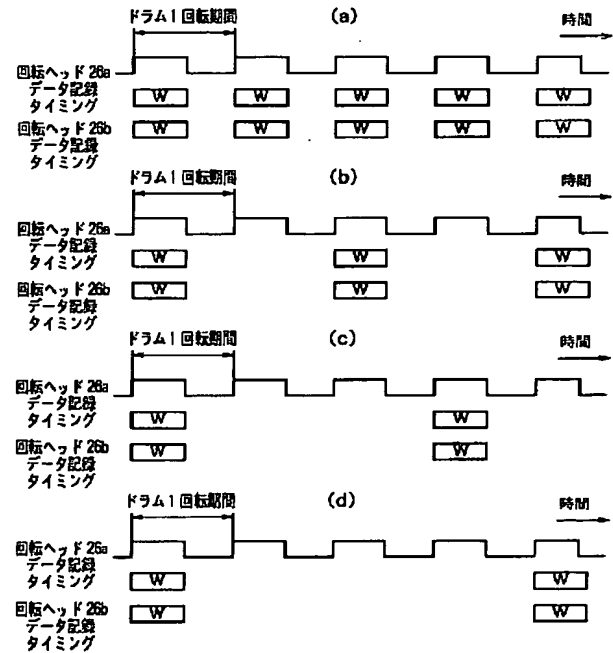 (a)
ドラム1回転期間
時間
回転ヘッド26a
データ記録
タイミング
W W W W W
回転ヘッド26b
データ記録
タイミング
W W W W W
(b)
ドラム1回転期間
時間
回転ヘッド26a
データ記録
タイミング
W W W
回転ヘッド26b
データ記録
タイミング
W W W
(c)
ドラム1回転期間
時間
回転ヘッド26a
データ記録
タイミング
W W
回転ヘッド26b
データ記録
タイミング
W W
(d)
ドラム1回転期間
時間
回転ヘッド26a
データ記録
タイミング
W W
回転ヘッド26b
データ記録
タイミング
W W